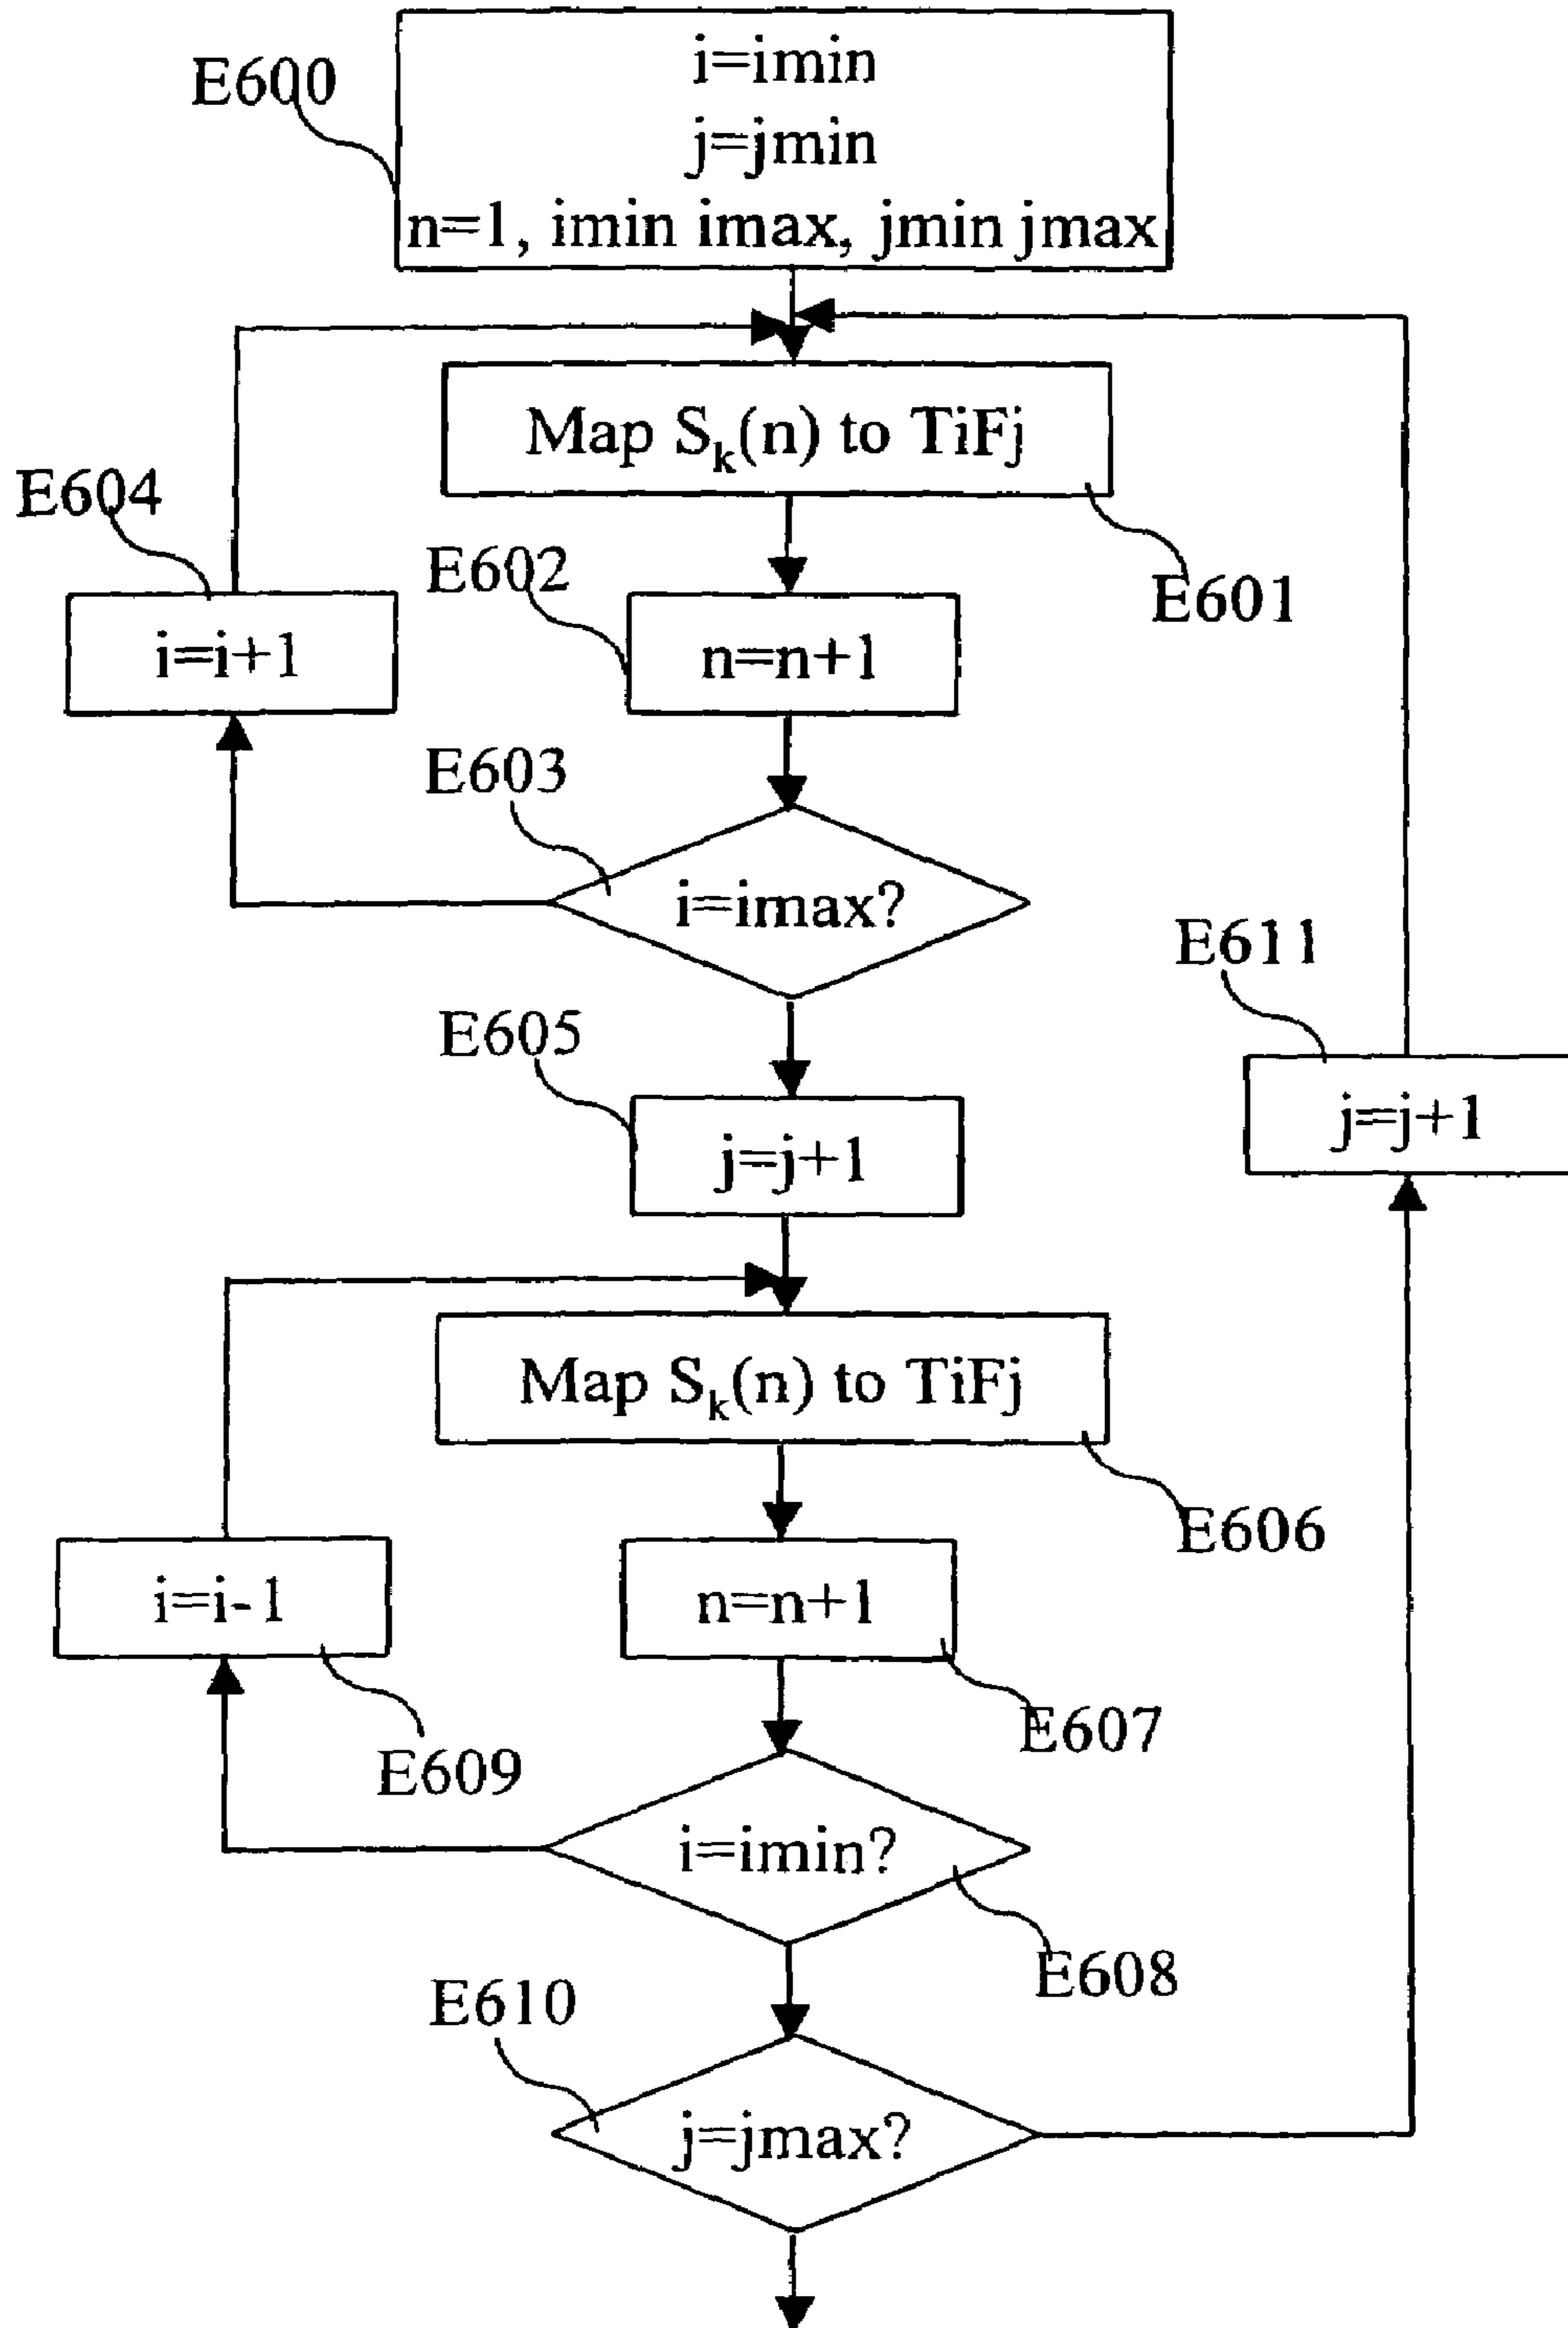 E600
i=imin
j=jmin
n=1, imin imax, jmin jmax
Map Sk(n) to TiFj
E601
E604
i=i+1
E602
n=n+1
E603
i=imax?
E605
j=j+1
E611
j=j+1
Map Sk(n) to TiFj
E606
i=i-1
E609
n=n+1
E607
i=imin?
E608
E610
j=jmax?